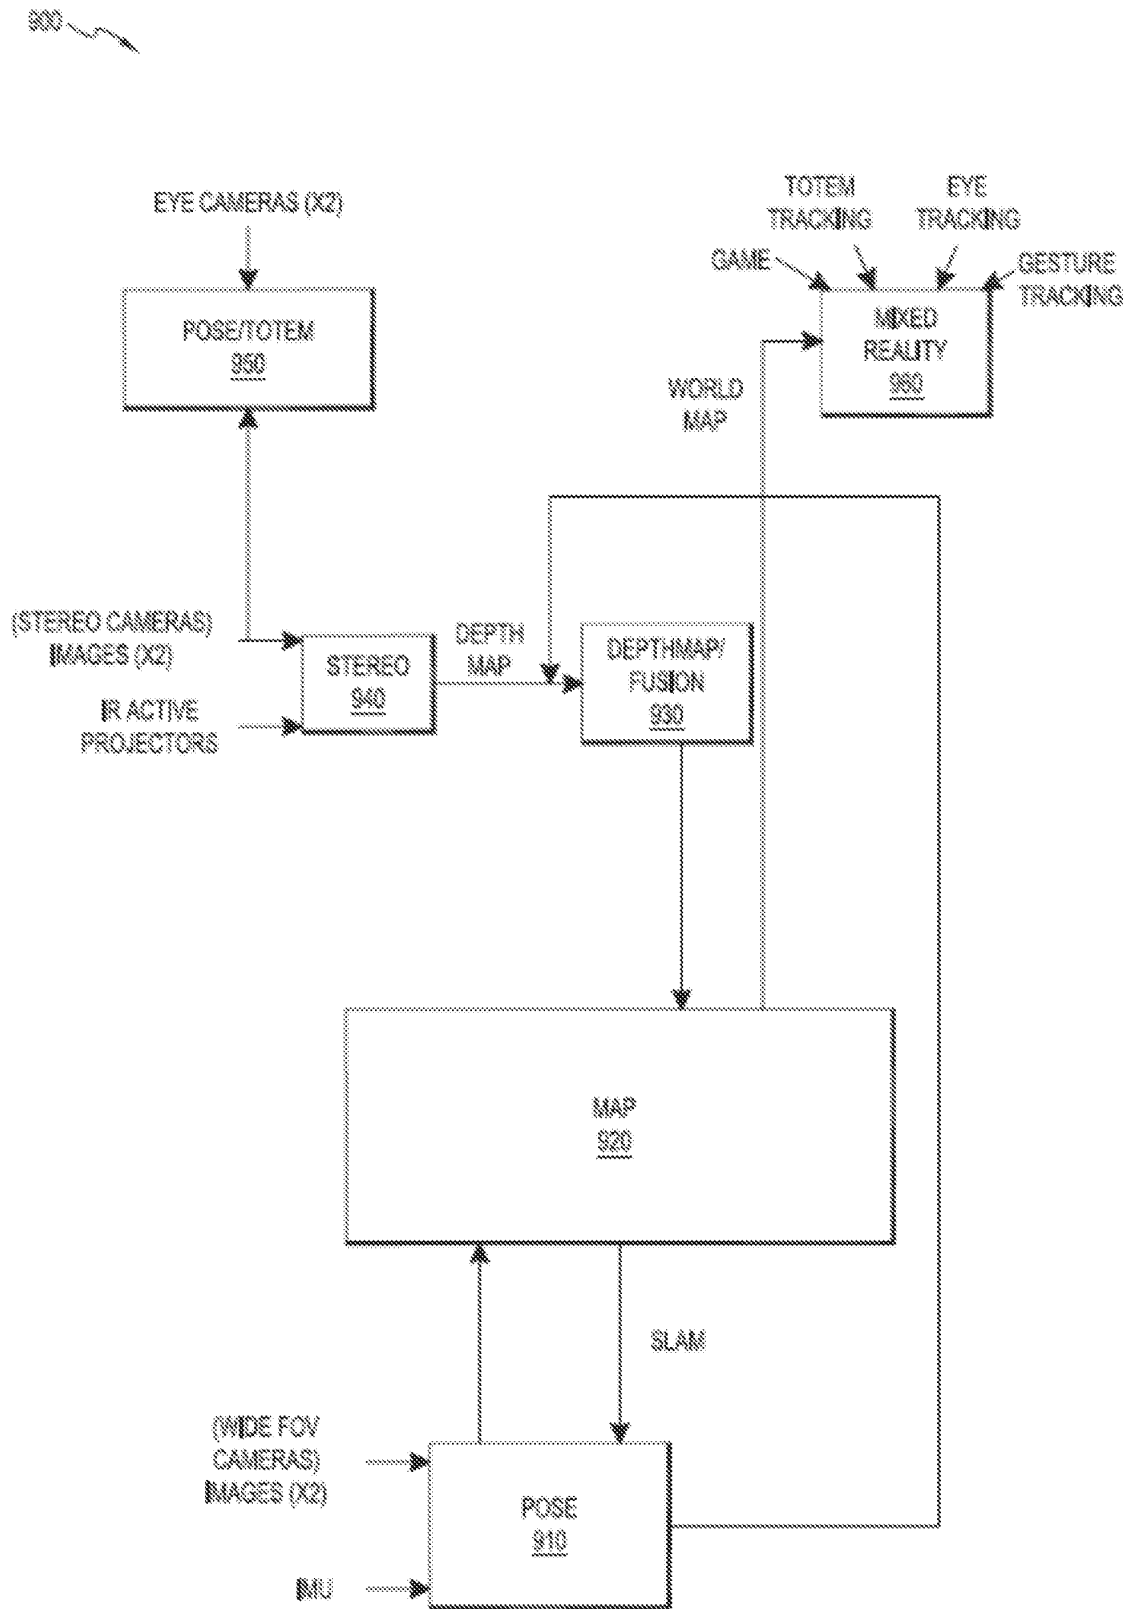 900
EYE CAMERAS (X2)
POSE/TOTEM
950
TOTEM
TRACKING
EYE
TRACKING
GAME
GESTURE
TRACKING
MIXED
REALITY
960
WORLD
MAP
(STEREO CAMERAS)
IMAGES (X2)
IR ACTIVE
PROJECTORS
STEREO
940
DEPTH
MAP
DEPTHMAP/
FUSION
930
MAP
920
SLAM
(WIDE FOV
CAMERAS)
IMAGES (X2)
IMU
POSE
910